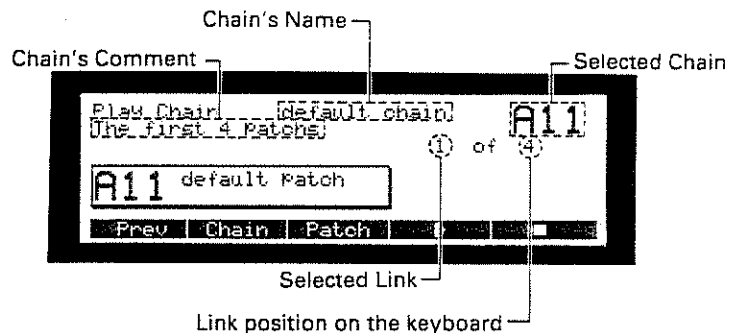 Chain's Name
Chain's Comment
Selected Chain
Play Chain default chain
A11
The first 4 Patchs
1 of 4
A11 default Patch
Prev Chain Patch
Selected Link
Link position on the keyboard